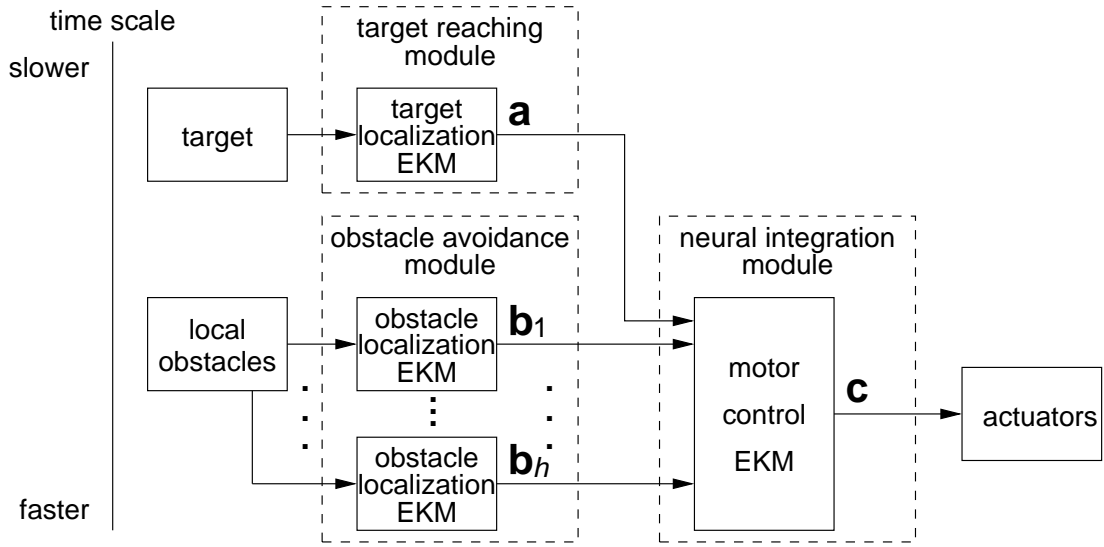 time scale
slower
faster
target
target reaching
module
target
localization
EKM
a
local
obstacles
obstacle avoidance
module
obstacle
localization
EKM
b1
obstacle
localization
EKM
bh
neural integration
module
motor
control
EKM
c
actuators